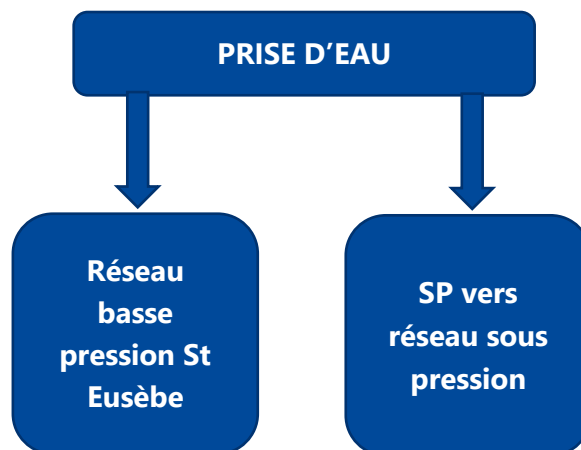 PRISE D’EAU
Réseau
basse
pression St
Eusèbe
SP vers
réseau sous
pression